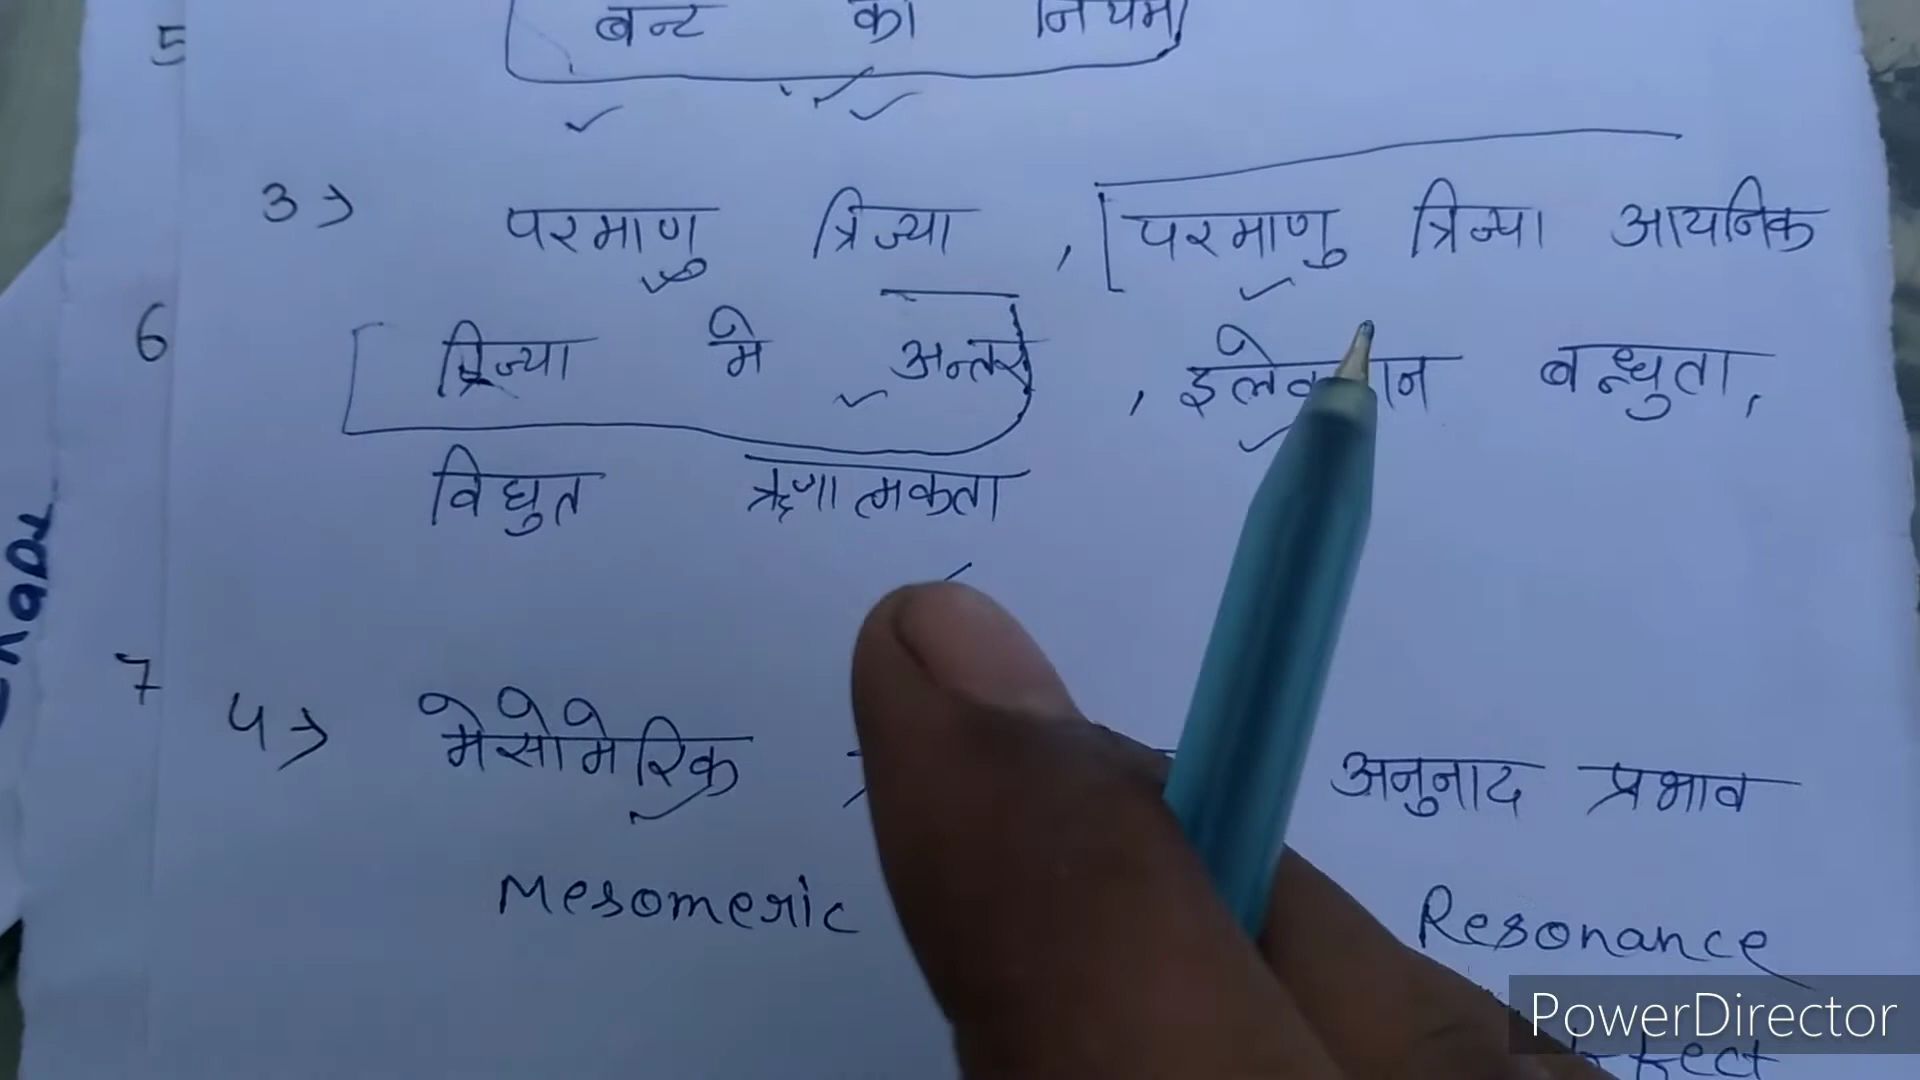 5 बन्ट का नियम
3→ परमाणु त्रिज्या , परमाणु त्रिज्या आयनिक
6 त्रिज्या मे अन्तर , बन्धुता,
विधुत ऋणात्मकता
7
4→ मेसोमेरिक अनुनाद प्रभाव
Mesomeric Resonance
PowerDirector